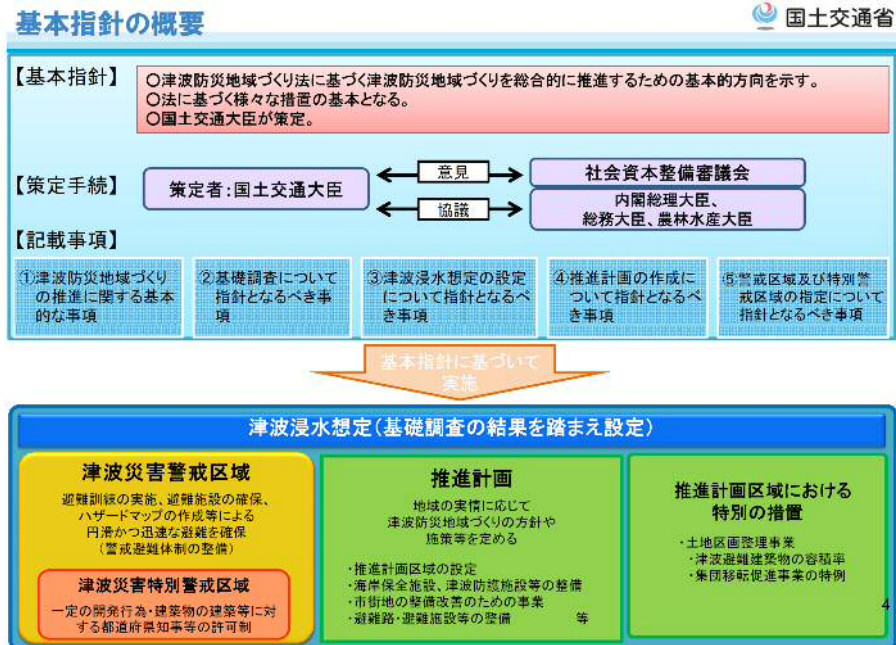 基本指針の概要
国土交通省
【基本指針】
○津波防災地域づくり法に基づく津波防災地域づくりを総合的に推進するための基本的方向を示す。
○法に基づく様々な措置の基本となる。
○国土交通大臣が策定。
【策定手続】
策定者:国土交通大臣
意見
社会資本整備審議会
協議
内閣総理大臣、
総務大臣、農林水産大臣
【記載事項】
①津波防災地域づくり
の推進に関する基本
的な事項
②基礎調査について
指針となるべき事
項
③津波浸水想定の設定
について指針となるべ
き事項
④推進計画の作成に
ついて指針となるべ
き事項
⑤警戒区域及び特別警
戒区域の指定について
指針となるべき事項
基本指針に基づいて
実施
津波浸水想定(基礎調査の結果を踏まえ設定)
津波災害警戒区域
避難訓練の実施、避難施設の確保、
ハザードマップの作成等による
円滑かつ迅速な避難を確保
(警戒避難体制の整備)
津波災害特別警戒区域
一定の開発行為・建築物の建築等に対
する都道府県知事等の許可制
推進計画
地域の実情に応じて
津波防災地域づくりの方針や
施策等を定める
・推進計画区域の設定
・海岸保全施設、津波防護施設等の整備
・市街地の整備改善のための事業
・避難路・避難施設等の整備 等
推進計画区域における
特別の措置
・土地区画整理事業
・津波避難建築物の容積率
・集団移転促進事業の特例
4